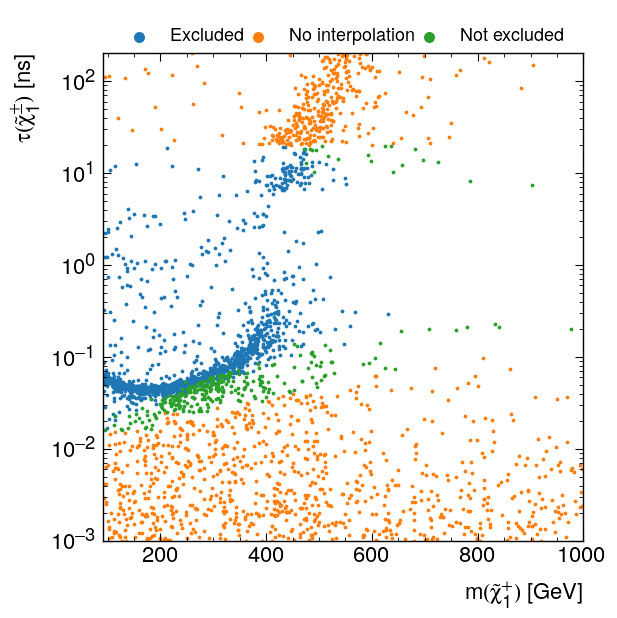 Excluded No interpolation Not excluded
τ(χ̃₁⁺) [ns]
10²
10¹
10⁰
10⁻¹
10⁻²
10⁻³
200 400 600 800 1000
m(χ̃₁⁺) [GeV]